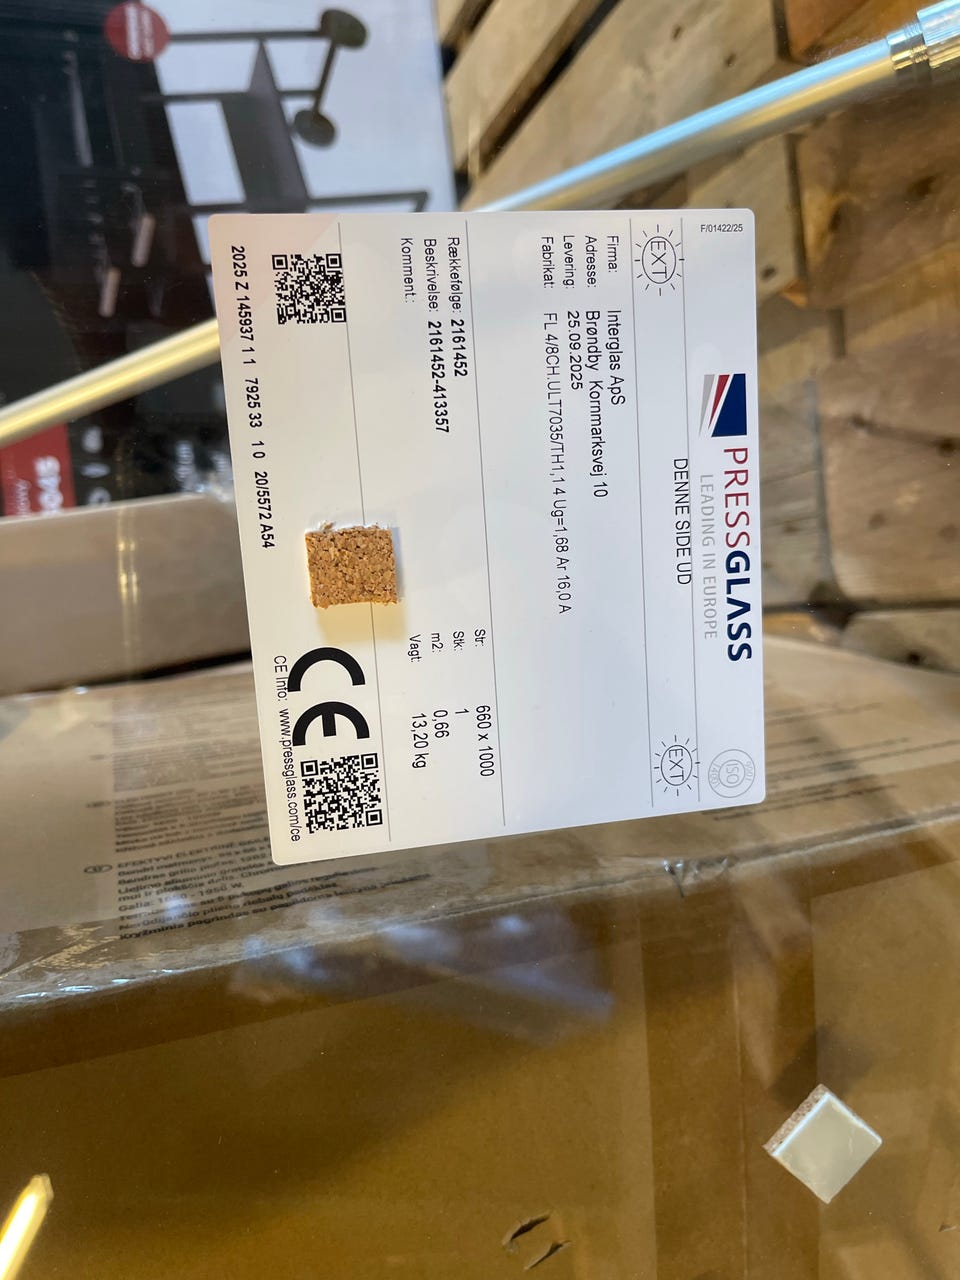 F/01422/25
PRESSGLASS
LEADING IN EUROPE
ISO
EXT
DENNE SIDE UD
EXT
Firma: Interglas ApS
Adresse: Brøndby Kornmarksvej 10
Levering: 25.09.2025
Fabrikat: FL 4/8CH.ULT7035/TH1,1 4 Ug=1,68 Ar 16,0 A
Rækkefølge: 2161452
Beskrivelse: 2161452-413357
Komment.:
Str: 660 x 1000
Stk: 1
m2: 0,66
Vagt: 13,20 kg
CE
CE Info: www.pressglass.com/ce
2025 Z 145937 1 1 7925 33 1 0 20/5572 A54